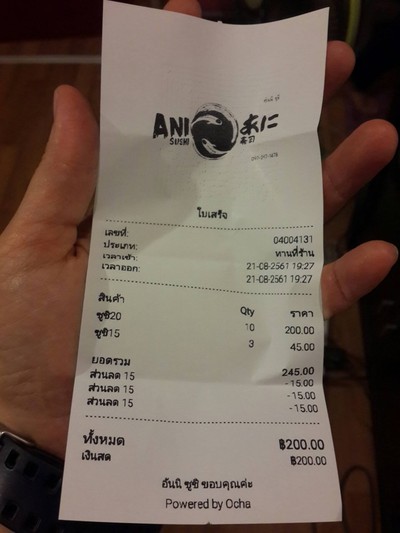 ANI
SUSHI
ใบเสร็จ
เลขที่: 04004131
ประเภท: ทานที่ร้าน
เวลาเข้า: 21-08-2561 19:27
เวลาออก: 21-08-2561 19:27
สินค้า Qty ราคา
ซูชิ20 10 200.00
ซูชิ15 3 45.00
ยอดรวม 245.00
ส่วนลด 15 -15.00
ส่วนลด 15 -15.00
ส่วนลด 15 -15.00
ทั้งหมด ฿200.00
เงินสด ฿200.00
อันนิ ซูชิ ขอบคุณค่ะ
Powered by Ocha